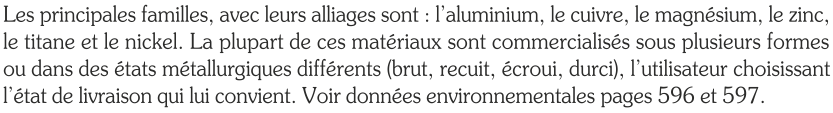 Les principales familles, avec leurs alliages sont : l'aluminium, le cuivre, le magnésium, le zinc,
le titane et le nickel. La plupart de ces matériaux sont commercialisés sous plusieurs formes
ou dans des états métallurgiques différents (brut, recuit, écroui, durci), l'utilisateur choisissant
l'état de livraison qui lui convient. Voir données environnementales pages 596 et 597.